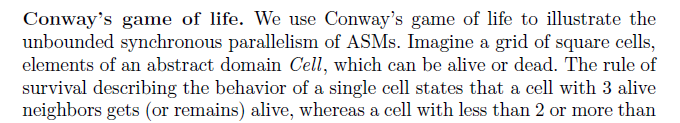 Conway's game of life. We use Conway's game of life to illustrate the
unbounded synchronous parallelism of ASMs. Imagine a grid of square cells,
elements of an abstract domain Cell, which can be alive or dead. The rule of
survival describing the behavior of a single cell states that a cell with 3 alive
neighbors gets (or remains) alive, whereas a cell with less than 2 or more than